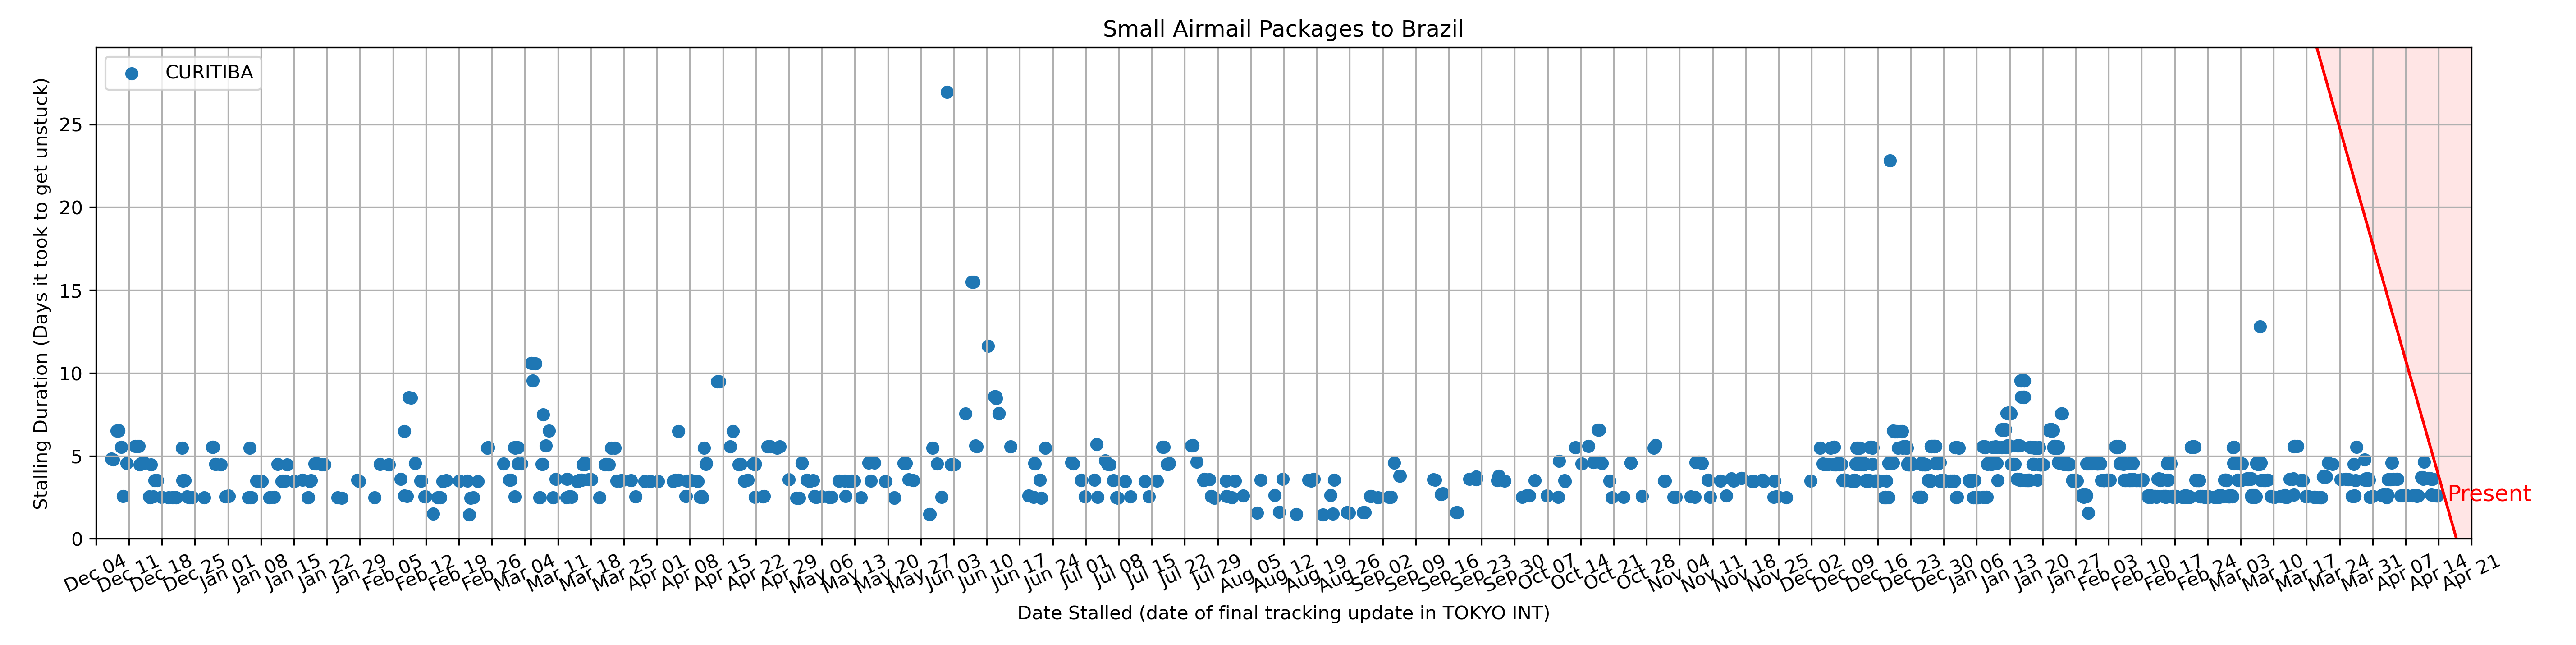 Small Airmail Packages to Brazil
CURITIBA
Stalling Duration (Days it took to get unstuck)
25
20
15
10
5
0
Present
Dec 04
Dec 11
Dec 18
Dec 25
Jan 01
Jan 08
Jan 15
Jan 22
Jan 29
Feb 05
Feb 12
Feb 19
Feb 26
Mar 04
Mar 11
Mar 18
Mar 25
Apr 01
Apr 08
Apr 15
Apr 22
Apr 29
May 06
May 13
May 20
May 27
Jun 03
Jun 10
Jun 17
Jun 24
Jul 01
Jul 08
Jul 15
Jul 22
Jul 29
Aug 05
Aug 12
Aug 19
Aug 26
Sep 02
Sep 09
Sep 16
Sep 23
Sep 30
Oct 07
Oct 14
Oct 21
Oct 28
Nov 04
Nov 11
Nov 18
Nov 25
Dec 02
Dec 09
Dec 16
Dec 23
Dec 30
Jan 06
Jan 13
Jan 20
Jan 27
Feb 03
Feb 10
Feb 17
Feb 24
Mar 03
Mar 10
Mar 17
Mar 24
Mar 31
Apr 07
Apr 14
Apr 21
Date Stalled (date of final tracking update in TOKYO INT)